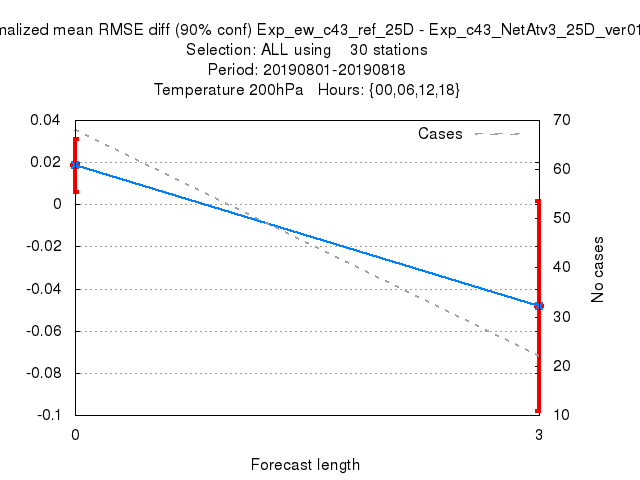 malized mean RMSE diff (90% conf) Exp_ew_c43_ref_25D - Exp_c43_NetAtv3_25D_ver01
Selection: ALL using 30 stations
Period: 20190801-20190818
Temperature 200hPa Hours: {00,06,12,18}
0.04
0.02
0
-0.02
-0.04
-0.06
-0.08
-0.1
Cases
70
60
50
40
30
20
10
No cases
0
3
Forecast length